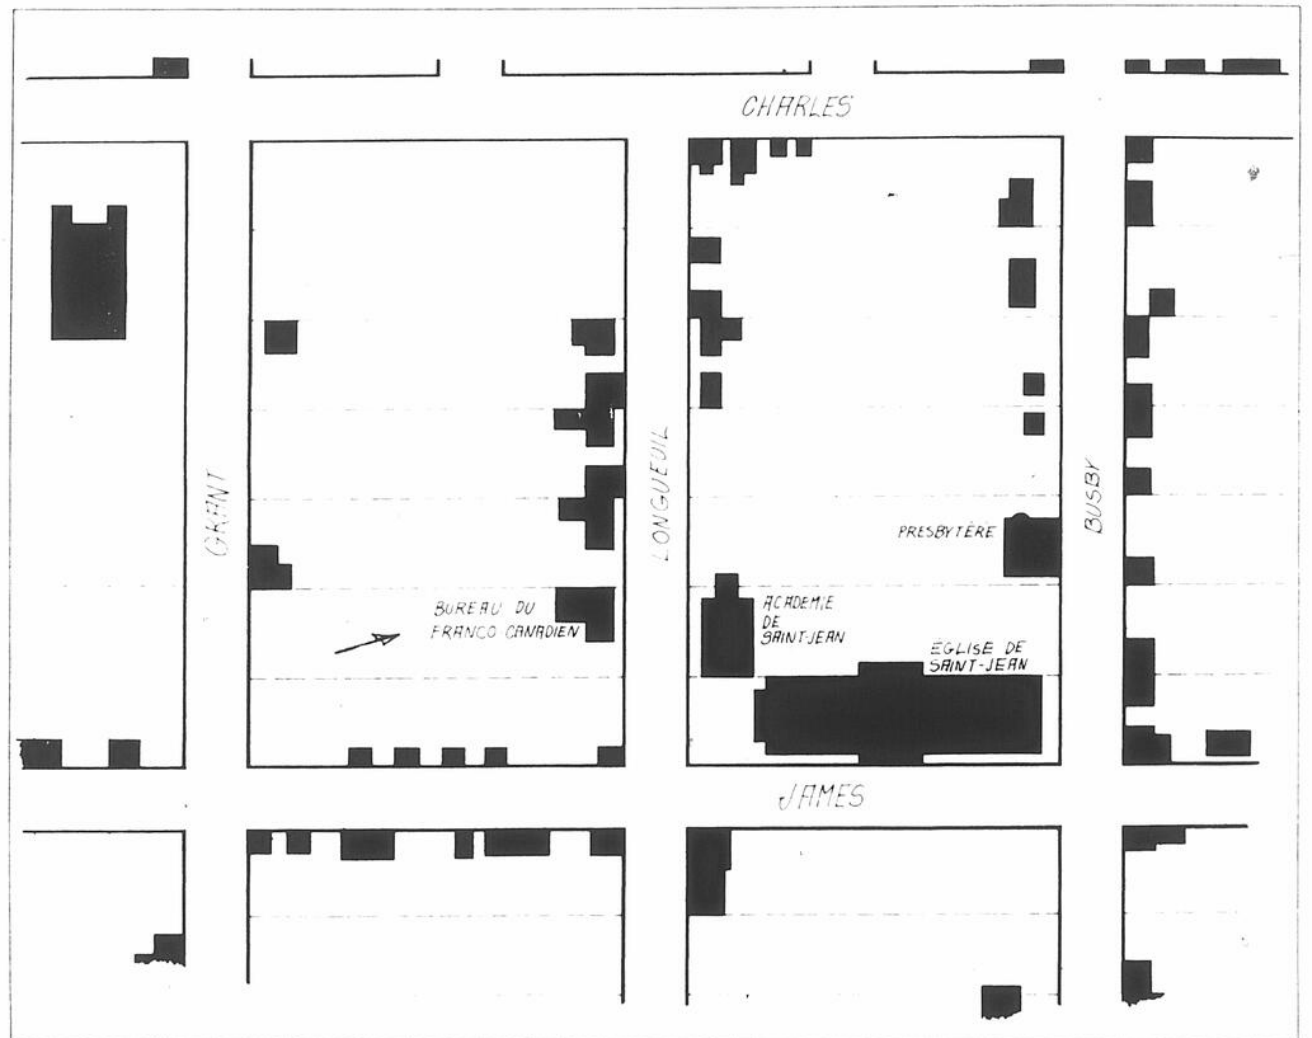 CHARLES
GRANT
LONGUEUIL
BUSBY
PRESBYTÈRE
BUREAU DU
FRANCO CANADIEN
ACADEMIE
DE
SAINT-JEAN
ÉGLISE DE
SAINT-JEAN
JAMES